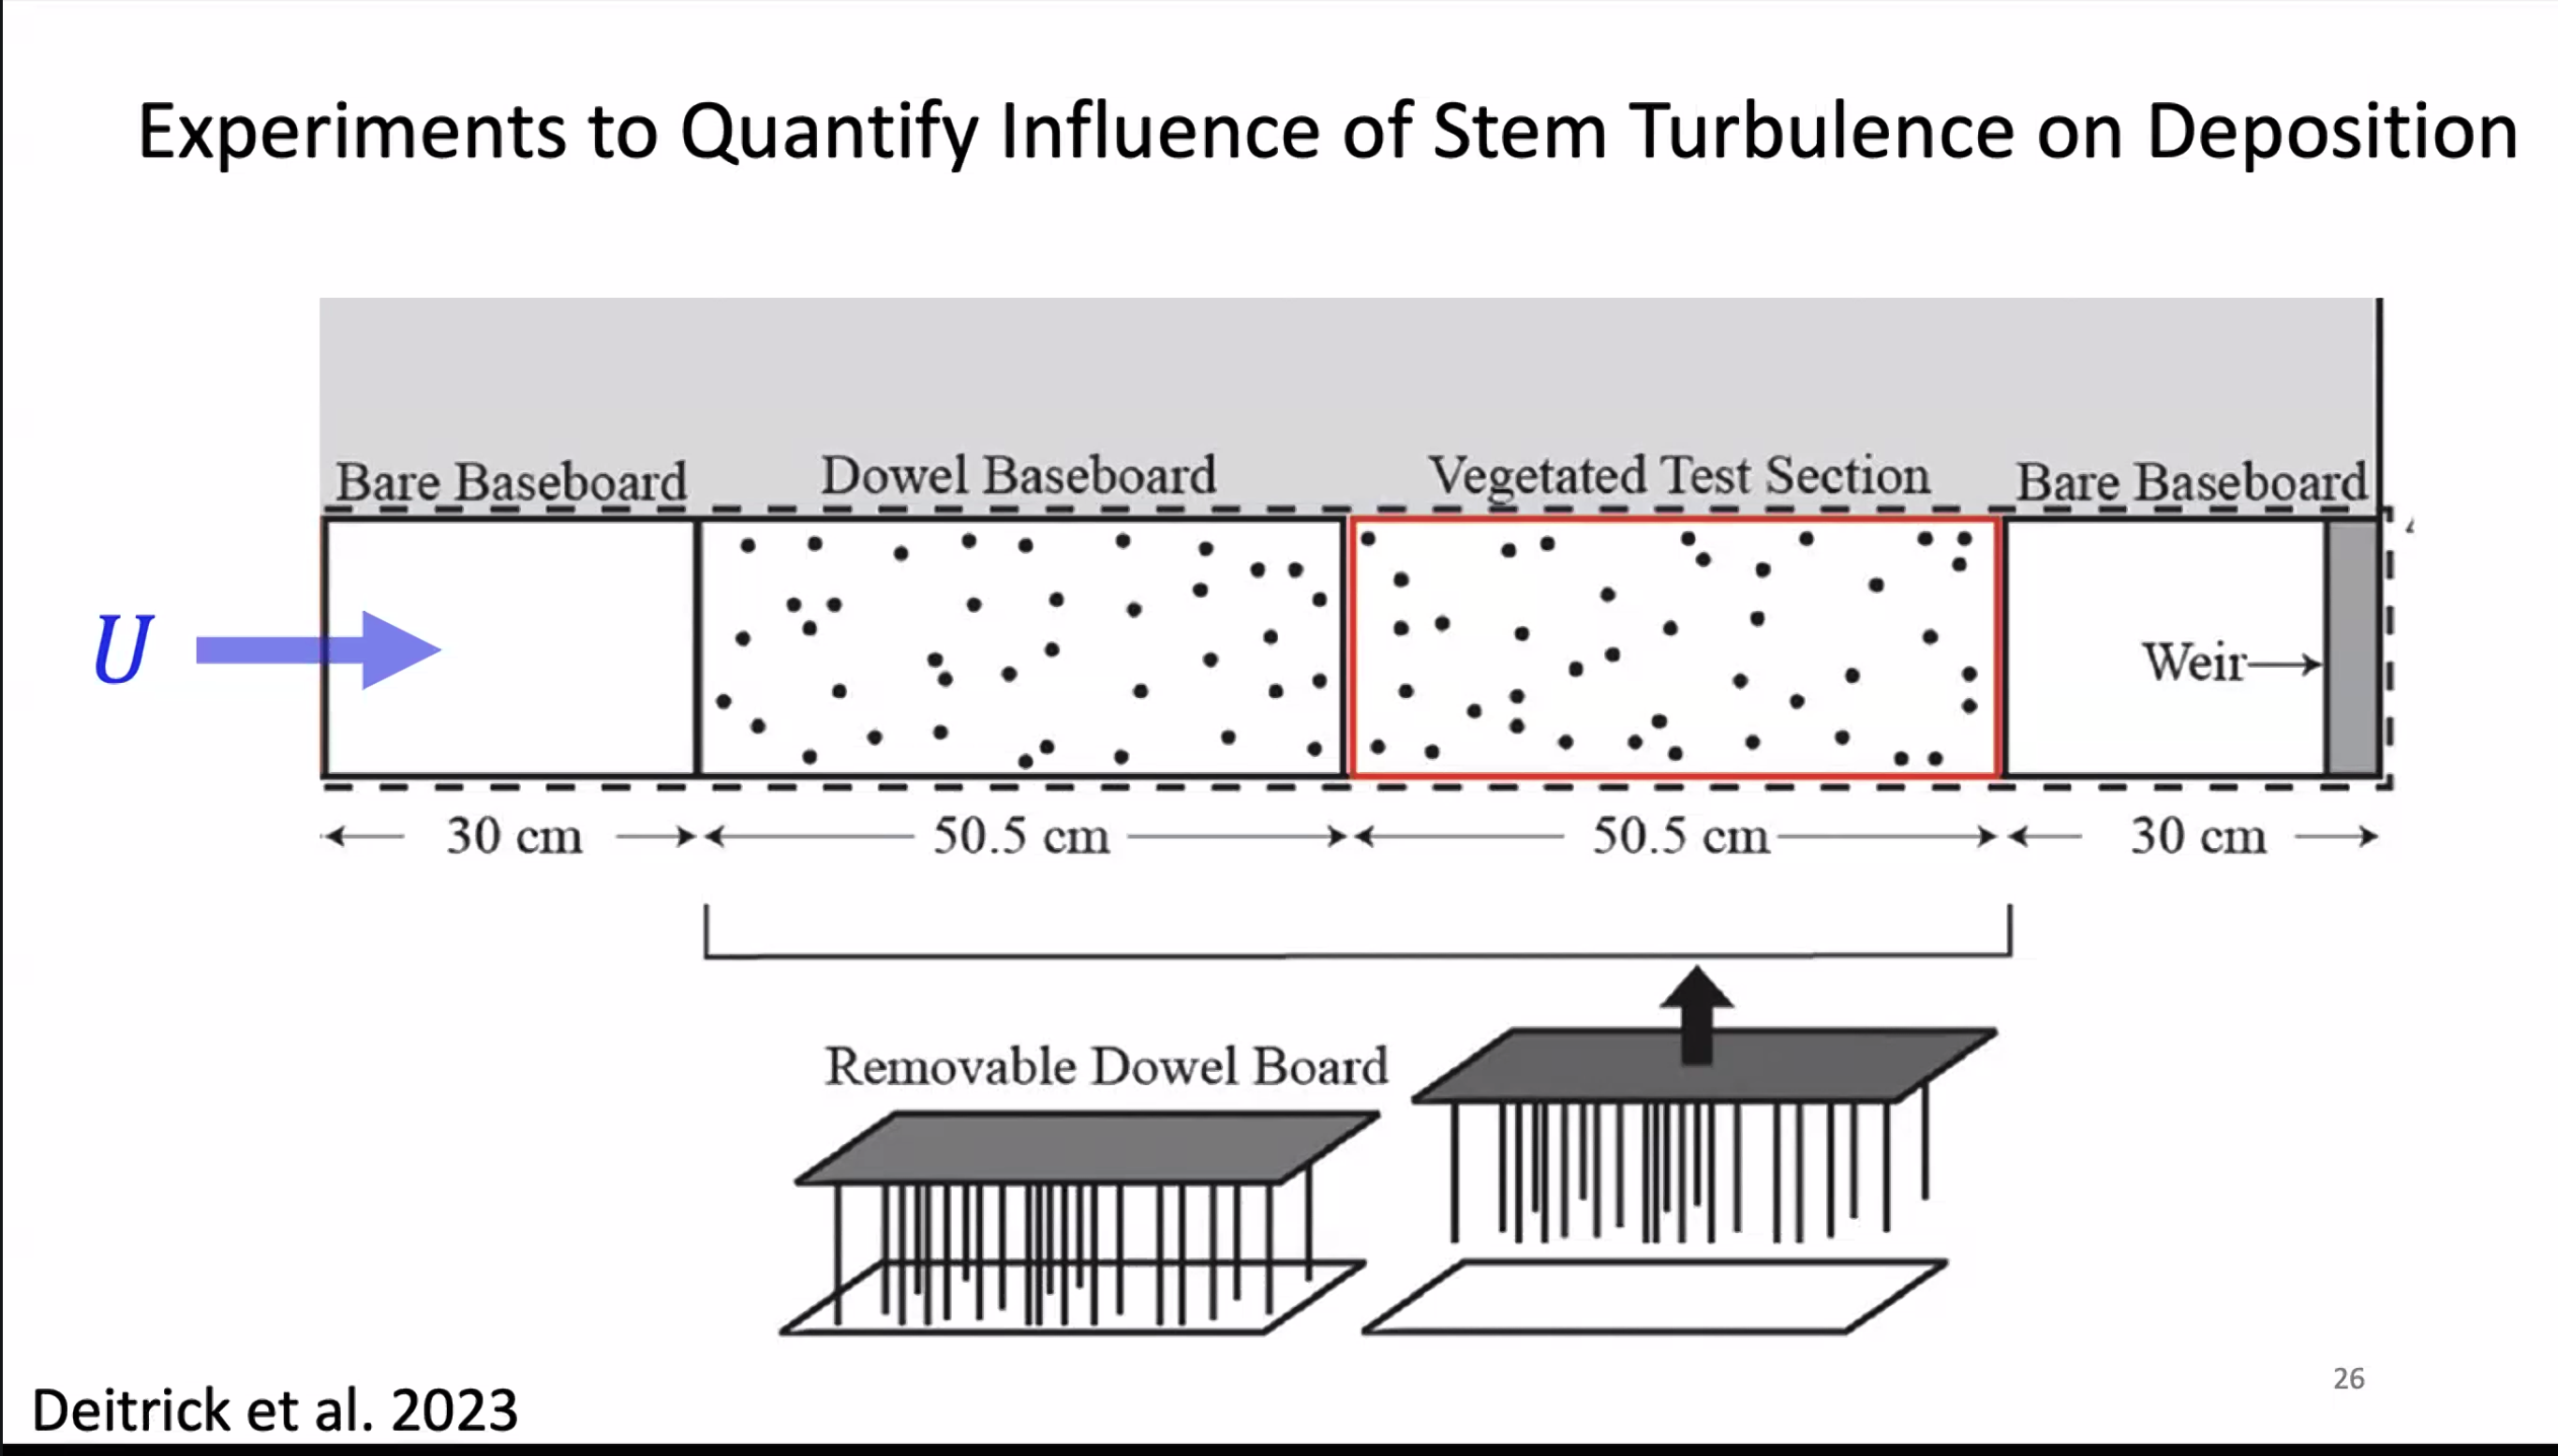 Experiments to Quantify Influence of Stem Turbulence on Deposition
Bare Baseboard
Dowel Baseboard
Vegetated Test Section
Bare Baseboard
U
Weir
30 cm
50.5 cm
50.5 cm
30 cm
Removable Dowel Board
26
Deitrick et al. 2023